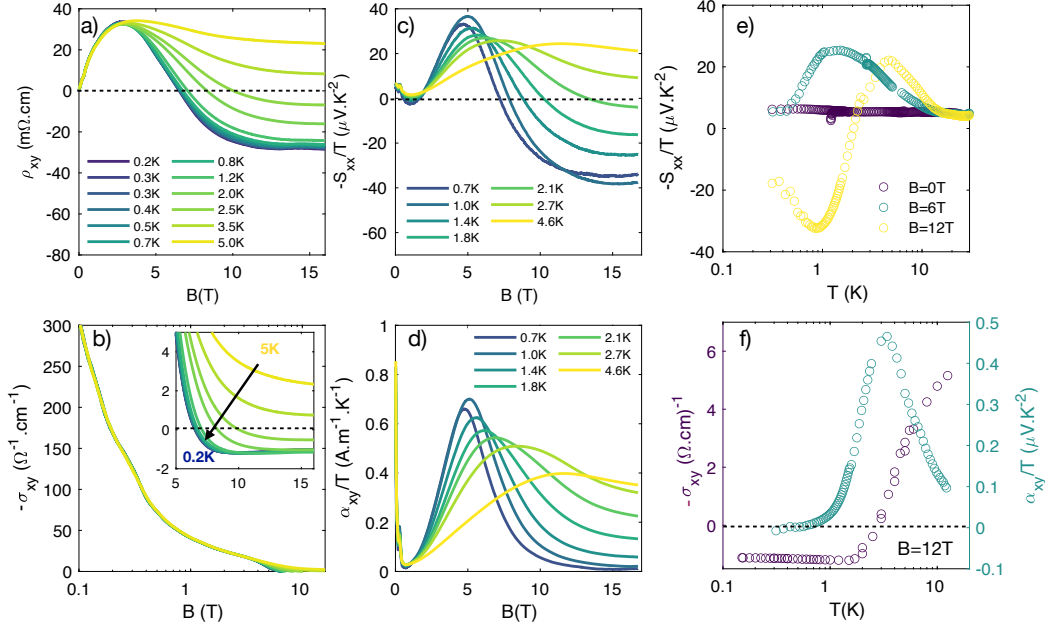 a)
ρxy (mΩ.cm)
40
20
0
-20
-40
-60
-80
0.2K
0.3K
0.3K
0.4K
0.5K
0.7K
0.8K
1.2K
2.0K
2.5K
3.5K
5.0K
0
5
10
15
B(T)
c)
-Sxx/T (μV.K-2)
40
20
0
-20
-40
-60
0.7K
1.0K
1.4K
1.8K
2.1K
2.7K
4.6K
0
5
10
15
B (T)
e)
-Sxx/T (μV.K-2)
40
20
0
-20
-40
B=0T
B=6T
B=12T
0.1
1
10
T (K)
b)
-σxy (Ω-1.cm-1)
300
250
200
150
100
50
0
4
2
0
-2
5K
0.2K
5
10
15
0.1
1
10
B (T)
d)
αxy/T (A.m-1.K-1)
1
0.8
0.6
0.4
0.2
0
0.7K
1.0K
1.4K
1.8K
2.1K
2.7K
4.6K
0
5
10
15
B(T)
f)
-σxy (Ω.cm)-1
6
4
2
0
B=12T
0.1
1
10
T(K)
0.5
0.4
0.3
0.2
0.1
0
-0.1
αxy/T (μV.K-2)